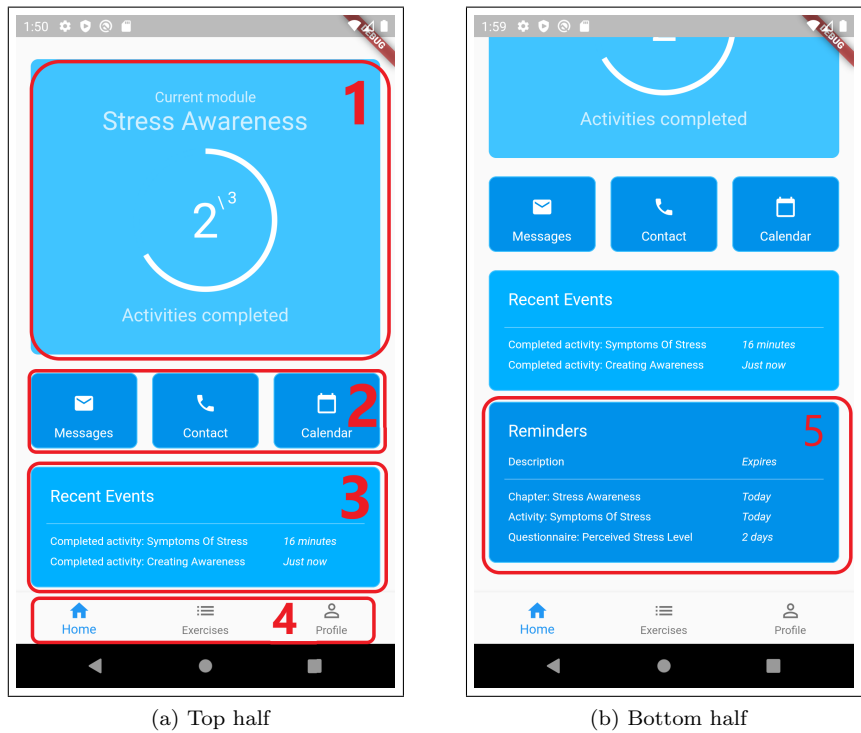 1:50
DEBUG
1
Current module
Stress Awareness
2\3
Activities completed
2
Messages Contact Calendar
3
Recent Events
Completed activity: Symptoms Of Stress 16 minutes
Completed activity: Creating Awareness Just now
4
Home Exercises Profile
(a) Top half
1:59
DEBUG
Activities completed
Messages Contact Calendar
Recent Events
Completed activity: Symptoms Of Stress 16 minutes
Completed activity: Creating Awareness Just now
5
Reminders
Description Expires
Chapter: Stress Awareness Today
Activity: Symptoms Of Stress Today
Questionnaire: Perceived Stress Level 2 days
Home Exercises Profile
(b) Bottom half